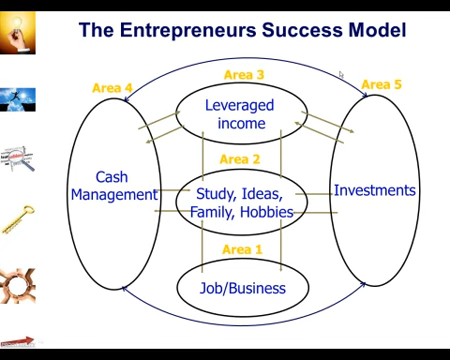 The Entrepreneurs Success Model
Area 3
Area 4
Area 5
Leveraged
income
Area 2
Cash
Management
Study, Ideas,
Family, Hobbies
Investments
Area 1
Job/Business